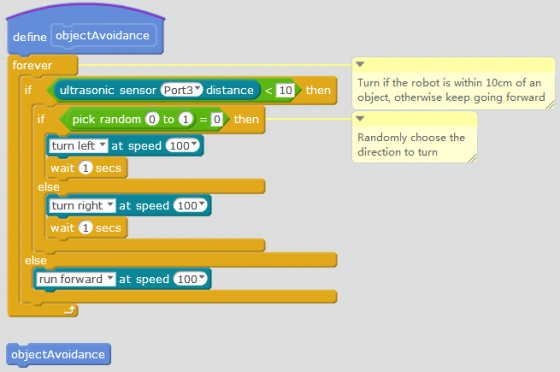 define objectAvoidance
forever
if ultrasonic sensor Port3 distance < 10 then
if pick random 0 to 1 = 0 then
turn left at speed 100
wait 1 secs
else
turn right at speed 100
wait 1 secs
else
run forward at speed 100
objectAvoidance
Turn if the robot is within 10cm of an
object, otherwise keep going forward
Randomly choose the
direction to turn